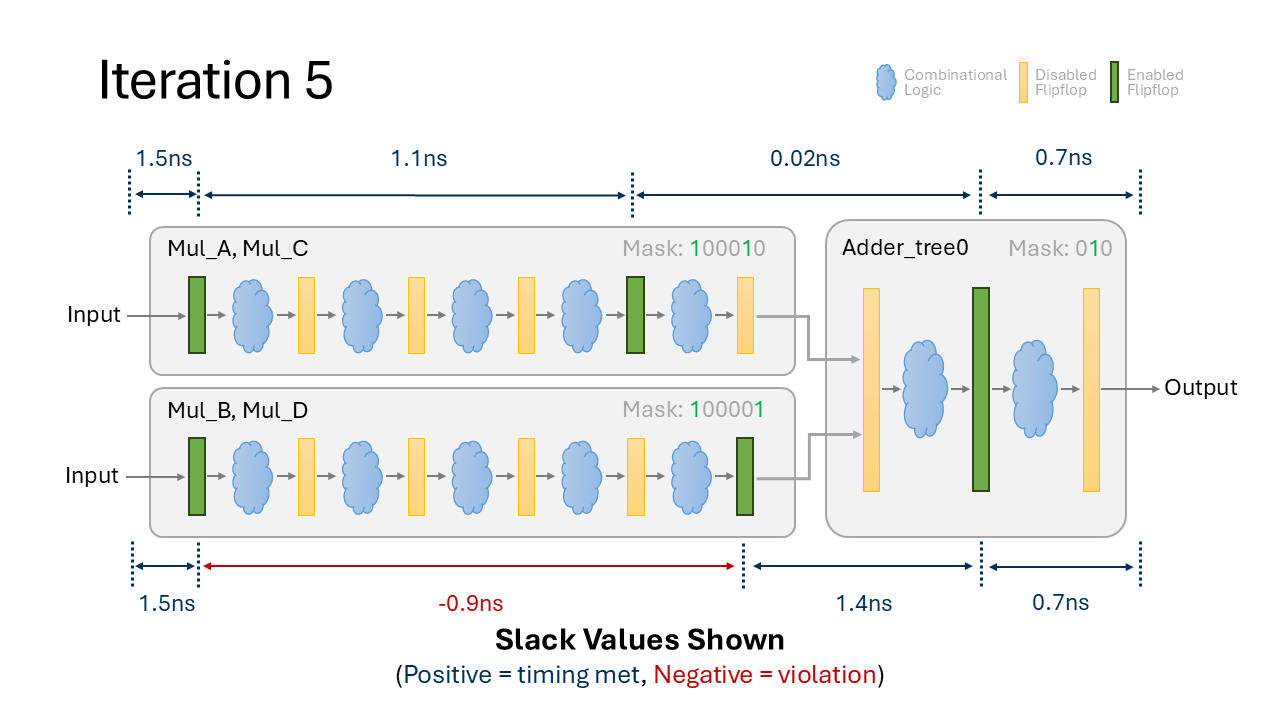 Iteration 5
Combinational
Logic
Disabled
Flipflop
Enabled
Flipflop
1.5ns
1.1ns
0.02ns
0.7ns
Mul_A, Mul_C
Mask: 100010
Adder_tree0
Mask: 010
Input
Mul_B, Mul_D
Mask: 100001
Output
Input
1.5ns
-0.9ns
1.4ns
0.7ns
Slack Values Shown
(Positive = timing met, Negative = violation)